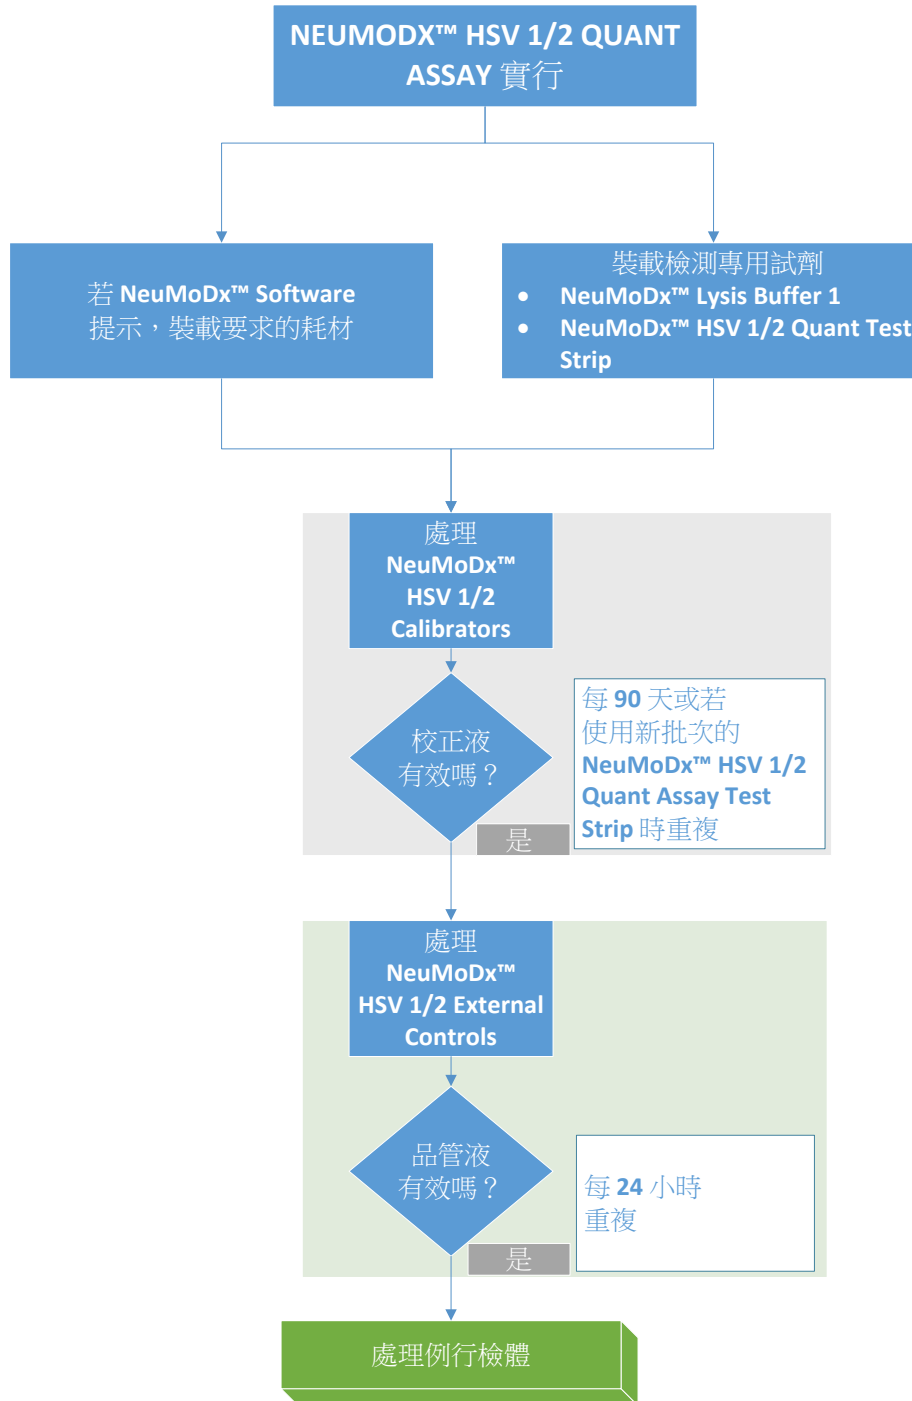 NEUMODX™ HSV 1/2 QUANT
ASSAY 實行
若 NeuMoDx™ Software
提示，裝載要求的耗材
裝載檢測專用試劑
• NeuMoDx™ Lysis Buffer 1
• NeuMoDx™ HSV 1/2 Quant Test
Strip
處理
NeuMoDx™
HSV 1/2
Calibrators
校正液
有效嗎？
每 90 天或若
使用新批次的
NeuMoDx™ HSV 1/2
Quant Assay Test
Strip 時重複
是
處理
NeuMoDx™
HSV 1/2 External
Controls
品管液
有效嗎？
每 24 小時
重複
是
處理例行檢體